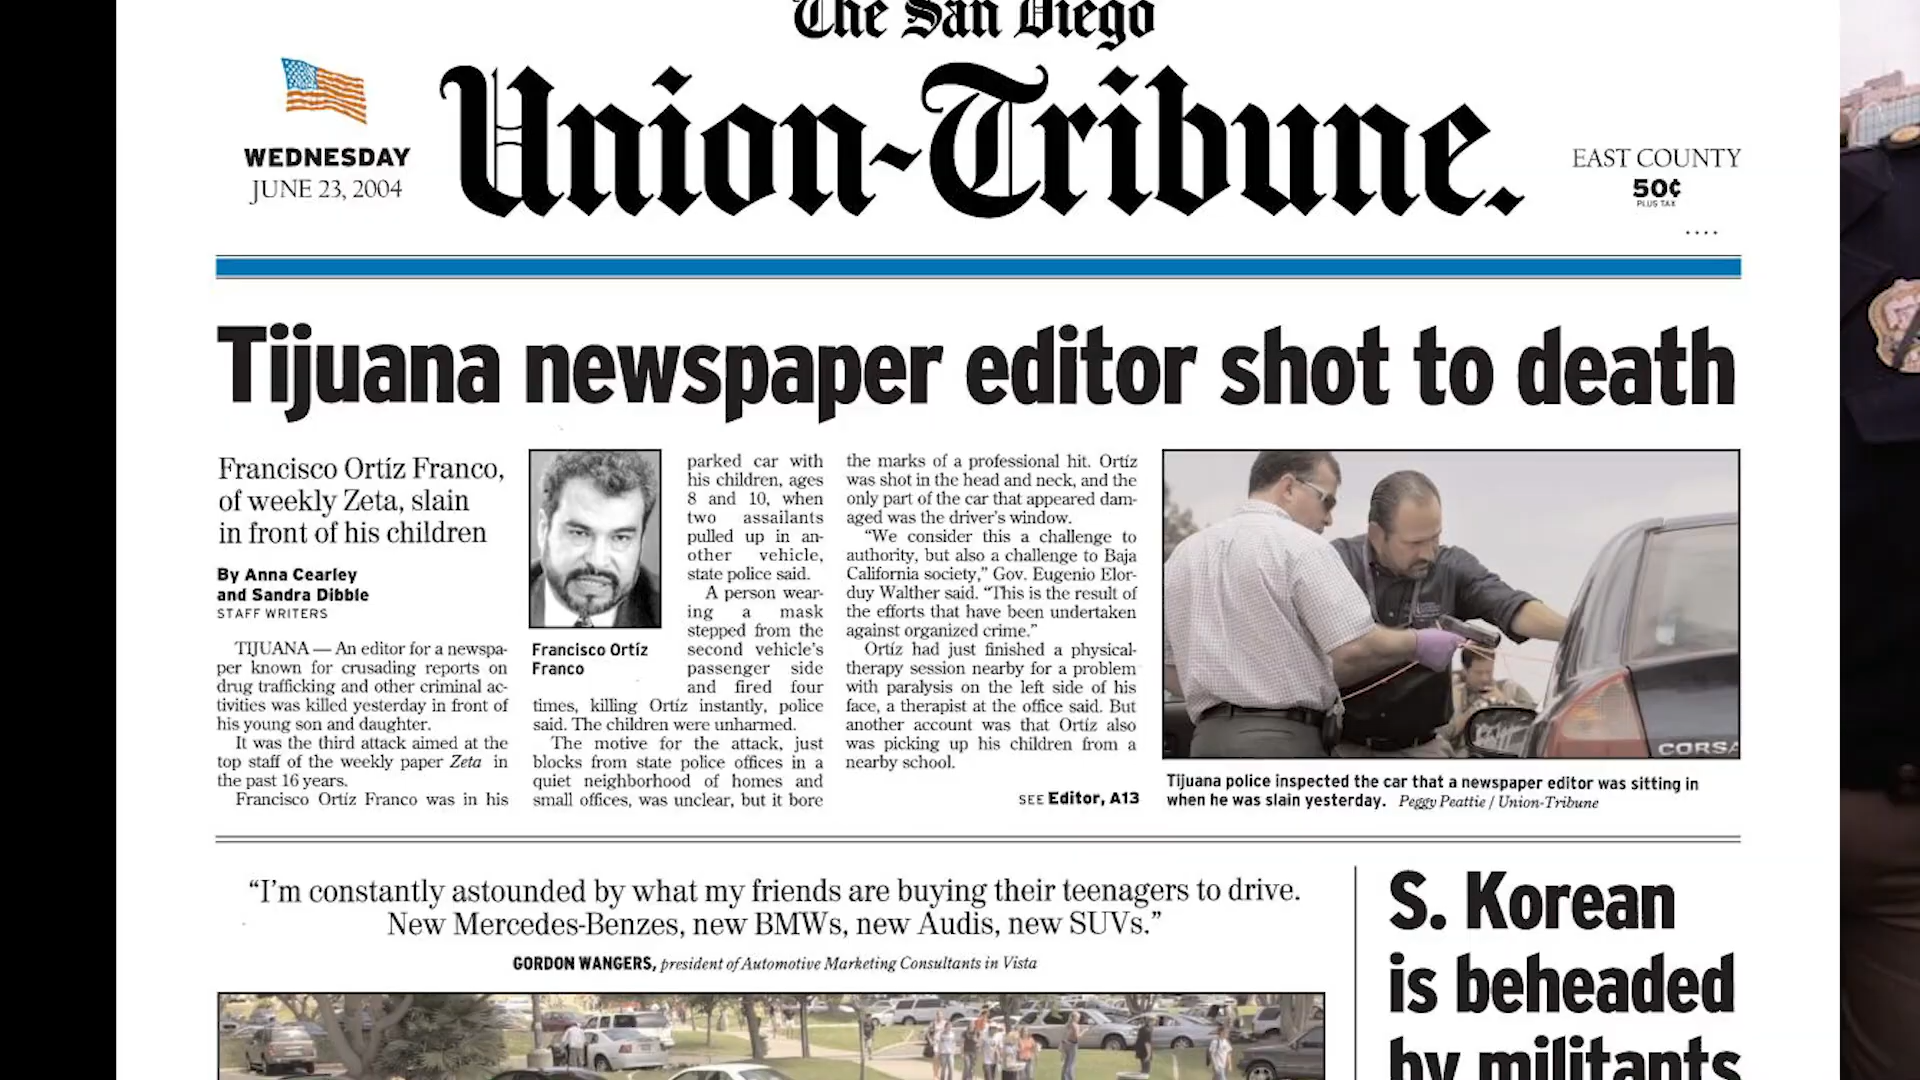 The San Diego
Union-Tribune.
WEDNESDAY
JUNE 23, 2004
EAST COUNTY
50¢
PLUS TAX
Tijuana newspaper editor shot to death
Francisco Ortíz Franco,
of weekly Zeta, slain
in front of his children
By Anna Cearley
and Sandra Dibble
STAFF WRITERS
TIJUANA — An editor for a newspa-
per known for crusading reports on
drug trafficking and other criminal ac-
tivities was killed yesterday in front of
his young son and daughter.
It was the third attack aimed at the
top staff of the weekly paper Zeta in
the past 16 years.
Francisco Ortíz Franco was in his
Francisco Ortíz
Franco
parked car with
his children, ages
8 and 10, when
two assailants
pulled up in an-
other vehicle,
state police said.
A person wear-
ing a mask
stepped from the
second vehicle's
passenger side
and fired four
times, killing Ortíz instantly, police
said. The children were unharmed.
The motive for the attack, just
blocks from state police offices in a
quiet neighborhood of homes and
small offices, was unclear, but it bore
the marks of a professional hit. Ortíz
was shot in the head and neck, and the
only part of the car that appeared dam-
aged was the driver's window.
“We consider this a challenge to
authority, but also a challenge to Baja
California society,” Gov. Eugenio Elor-
duy Walther said. “This is the result of
the efforts that have been undertaken
against organized crime.”
Ortíz had just finished a physical-
therapy session nearby for a problem
with paralysis on the left side of his
face, a therapist at the office said. But
another account was that Ortíz also
was picking up his children from a
nearby school.
SEE Editor, A13
CORSA
Tijuana police inspected the car that a newspaper editor was sitting in
when he was slain yesterday. Peggy Peattie / Union-Tribune
“I'm constantly astounded by what my friends are buying their teenagers to drive.
New Mercedes-Benzes, new BMWs, new Audis, new SUVs.”
GORDON WANGERS, president of Automotive Marketing Consultants in Vista
S. Korean
is beheaded
by militants